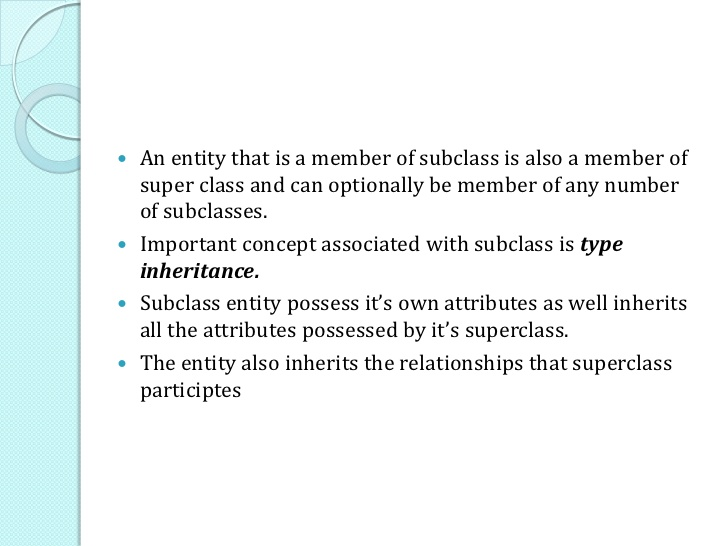 An entity that is a member of subclass is also a member of
super class and can optionally be member of any number
of subclasses.
Important concept associated with subclass is type
inheritance.
Subclass entity possess it’s own attributes as well inherits
all the attributes possessed by it’s superclass.
The entity also inherits the relationships that superclass
participtes